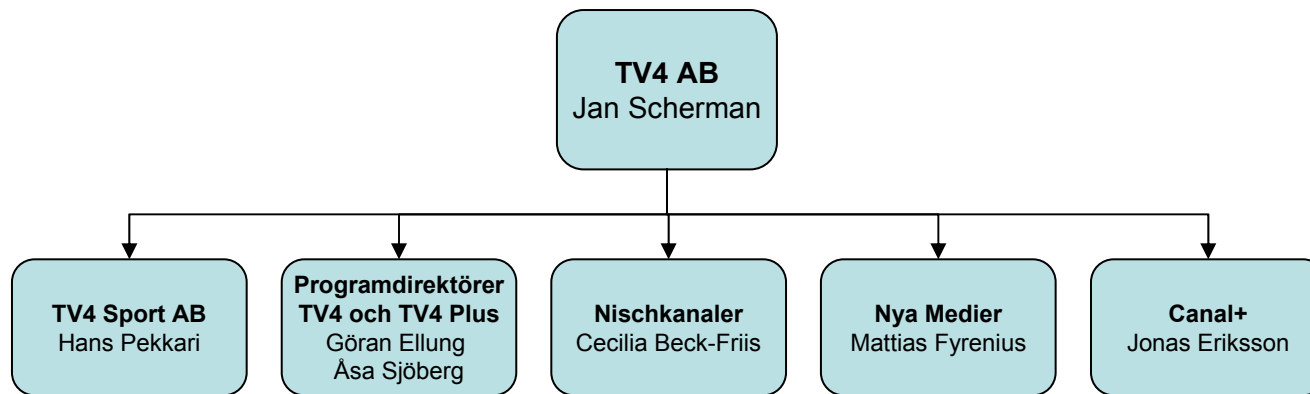 TV4 AB
Jan Scherman
TV4 Sport AB
Hans Pekkari
Programdirektörer
TV4 och TV4 Plus
Göran Ellung
Åsa Sjöberg
Nischkanaler
Cecilia Beck-Friis
Nya Medier
Mattias Fyrenius
Canal+
Jonas Eriksson